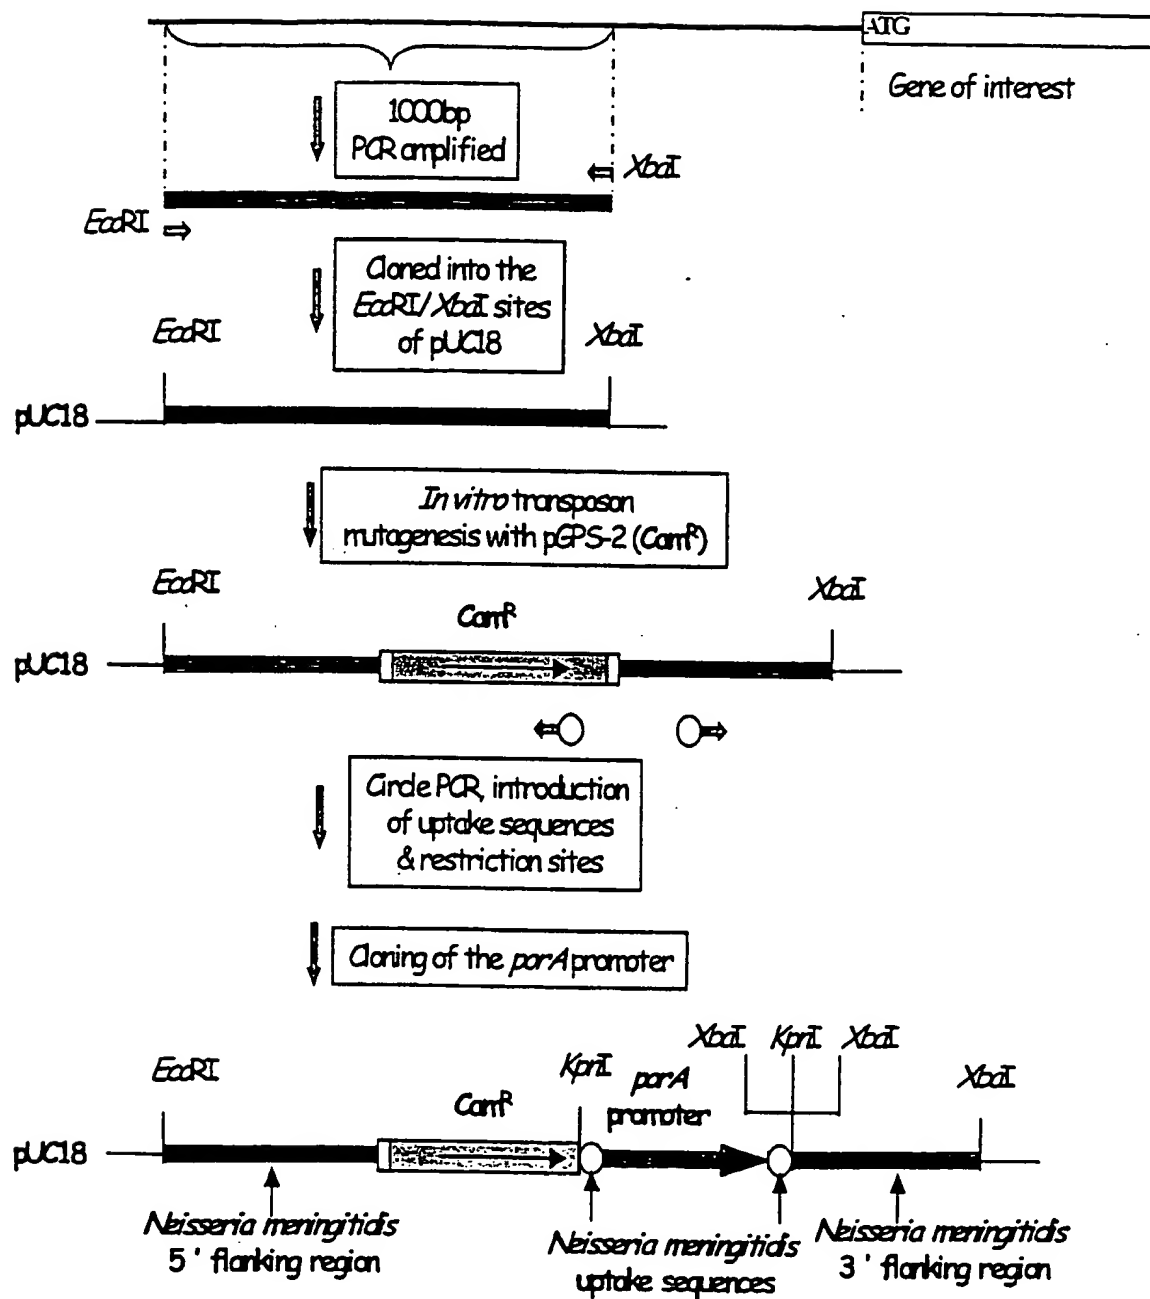 ATG
Gene of interest
1000bp
PCR amplified
XbaI
EcoRI
Cloned into the
EcoRI/XbaI sites
of pUC18
EcoRI
XbaI
pUC18
In vitro transposon
mutagenesis with pGPS-2 (CamR)
EcoRI
XbaI
CamR
pUC18
Circle PCR, introduction
of uptake sequences
& restriction sites
Cloning of the porA promoter
XbaI KpnI XbaI
EcoRI
KpnI
porA
promoter
XbaI
CamR
pUC18
Neisseria meningitidis
5' flanking region
Neisseria meningitidis
uptake sequences
Neisseria meningitidis
3' flanking region